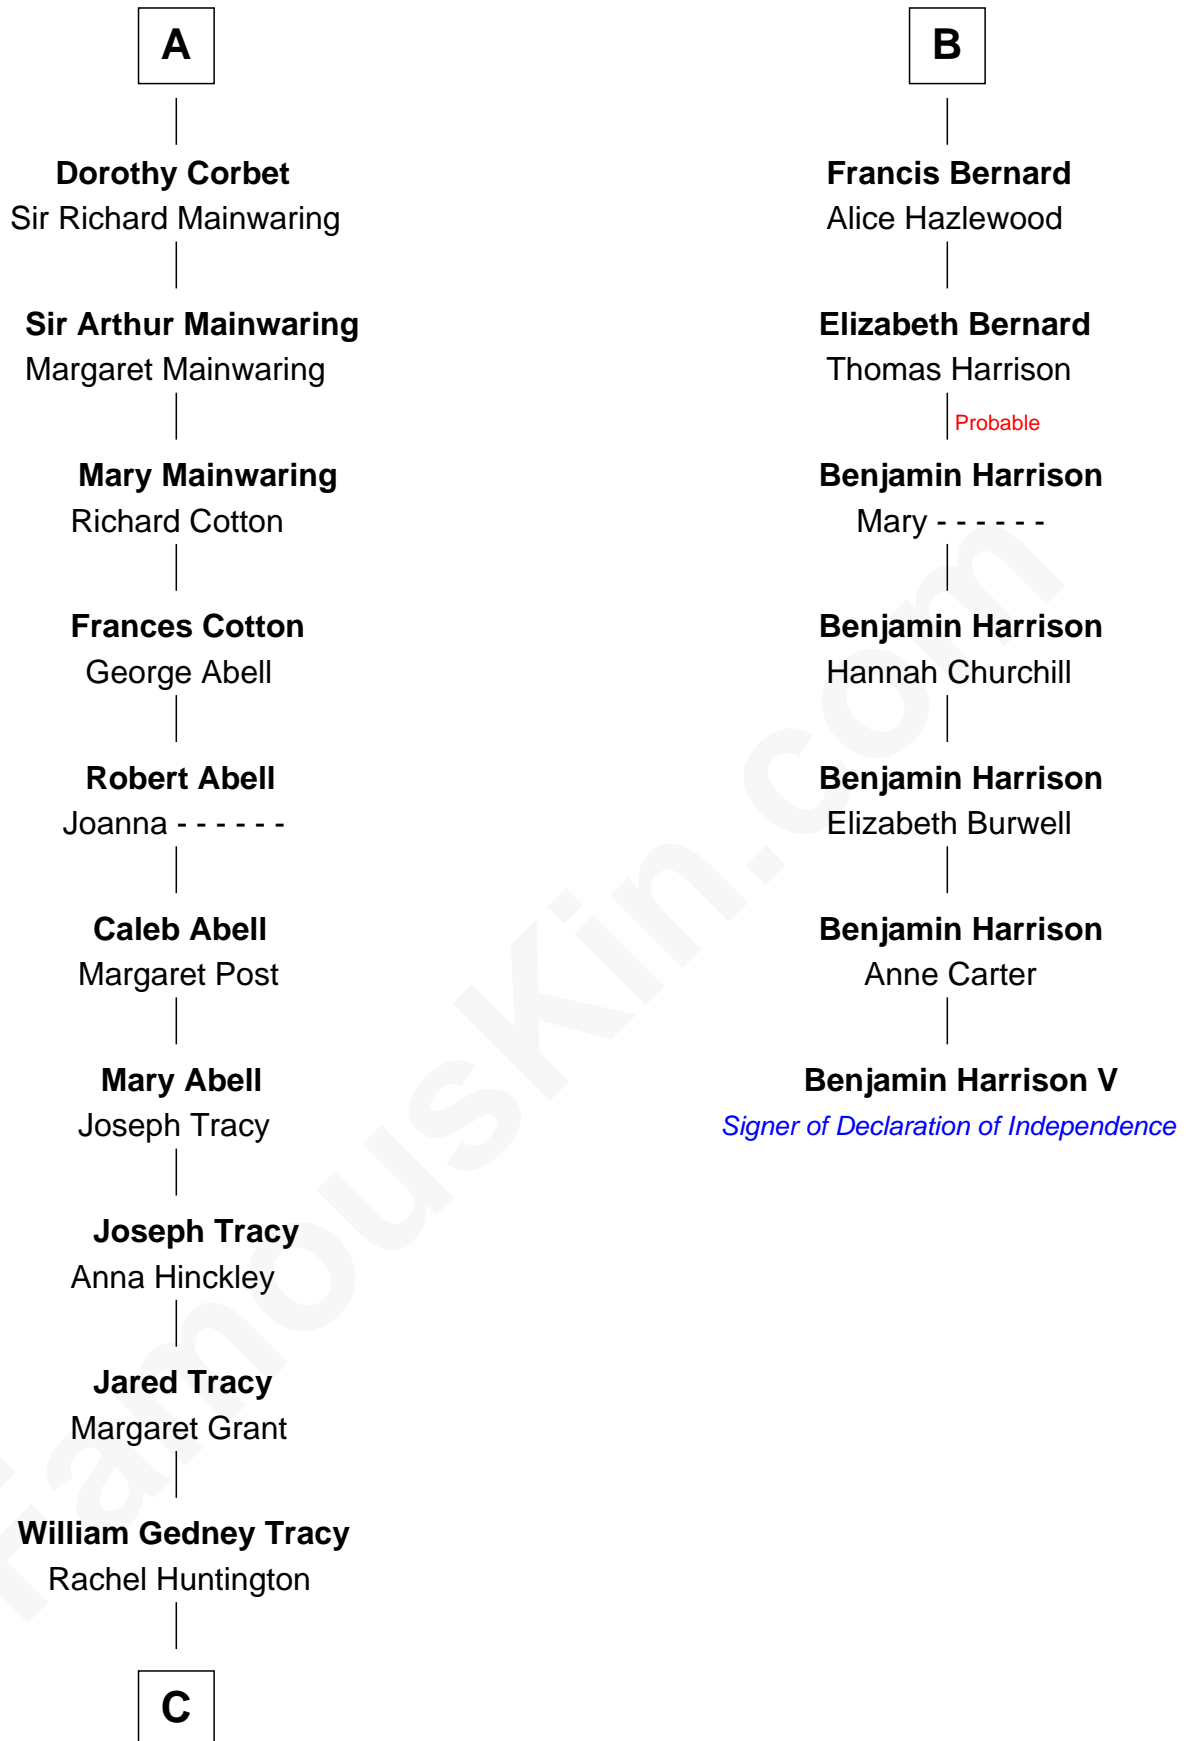 A
Dorothy Corbet
Sir Richard Mainwaring
Sir Arthur Mainwaring
Margaret Mainwaring
Mary Mainwaring
Richard Cotton
Frances Cotton
George Abell
Robert Abell
Joanna - - - - - -
Caleb Abell
Margaret Post
Mary Abell
Joseph Tracy
Joseph Tracy
Anna Hinckley
Jared Tracy
Margaret Grant
William Gedney Tracy
Rachel Huntington
C
B
Francis Bernard
Alice Hazlewood
Elizabeth Bernard
Thomas Harrison
Probable
Benjamin Harrison
Mary - - - - - -
Benjamin Harrison
Hannah Churchill
Benjamin Harrison
Elizabeth Burwell
Benjamin Harrison
Anne Carter
Benjamin Harrison V
Signer of Declaration of Independence
FamousKin.com